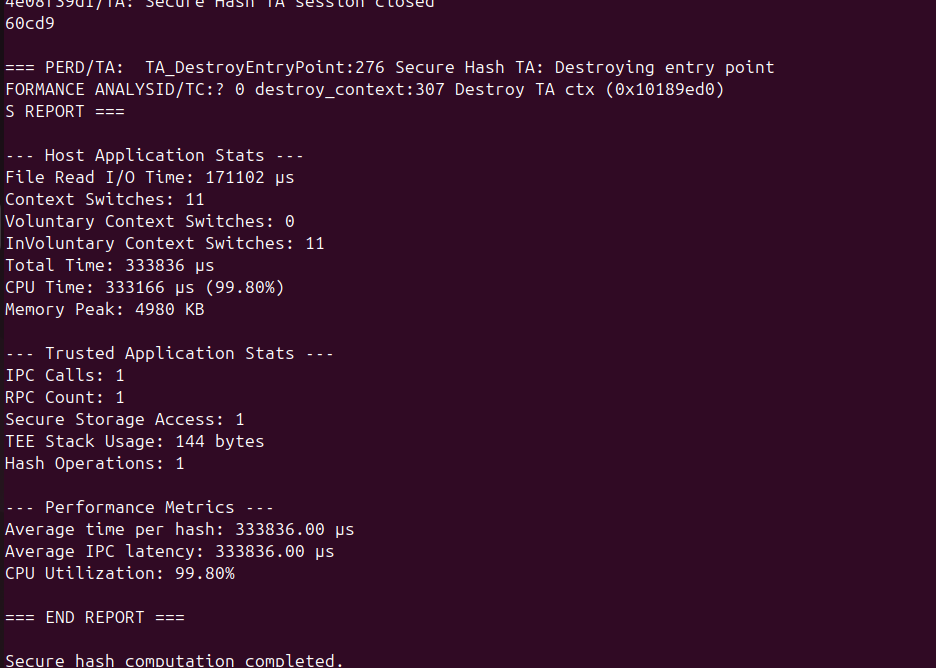 4e08f39d1/TA: Secure Hash TA session closed
60cd9
=== PERD/TA:  TA_DestroyEntryPoint:276 Secure Hash TA: Destroying entry point
FORMANCE ANALYSID/TC:? 0 destroy_context:307 Destroy TA ctx (0x10189ed0)
S REPORT ===
--- Host Application Stats ---
File Read I/O Time: 171102 µs
Context Switches: 11
Voluntary Context Switches: 0
InVoluntary Context Switches: 11
Total Time: 333836 µs
CPU Time: 333166 µs (99.80%)
Memory Peak: 4980 KB
--- Trusted Application Stats ---
IPC Calls: 1
RPC Count: 1
Secure Storage Access: 1
TEE Stack Usage: 144 bytes
Hash Operations: 1
--- Performance Metrics ---
Average time per hash: 333836.00 µs
Average IPC latency: 333836.00 µs
CPU Utilization: 99.80%
=== END REPORT ===
Secure hash computation completed.